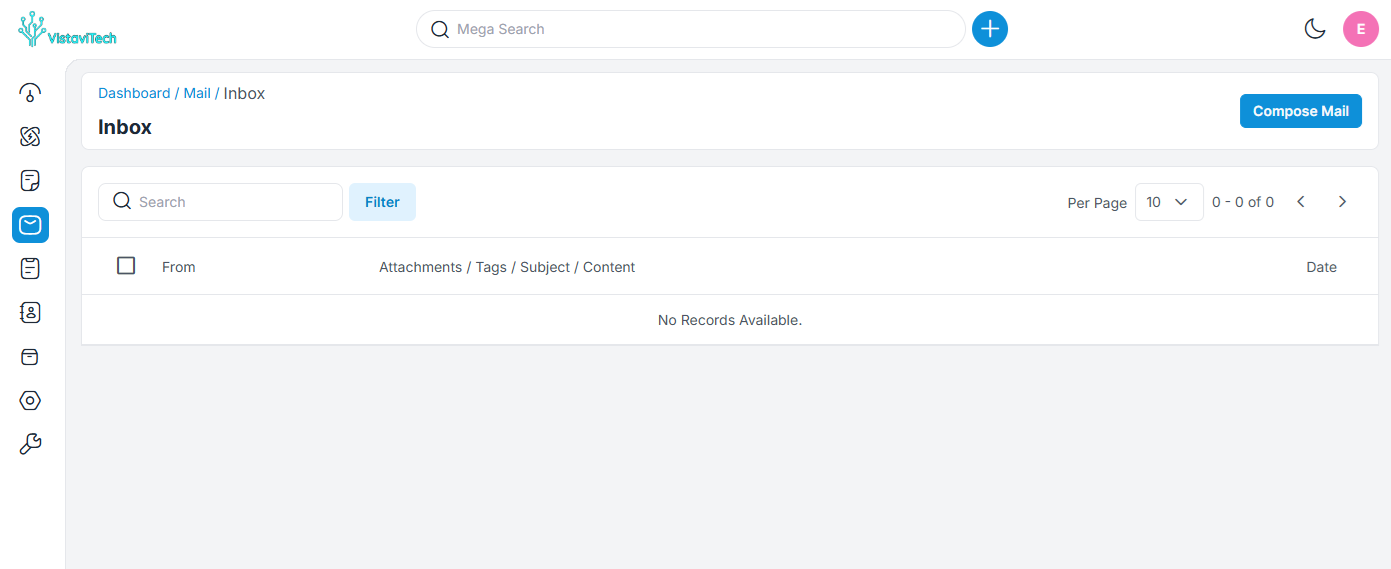 VistaviTech
Mega Search
E
Dashboard / Mail / Inbox
Inbox
Compose Mail
Search
Filter
Per Page
10
0 - 0 of 0
From
Attachments / Tags / Subject / Content
Date
No Records Available.